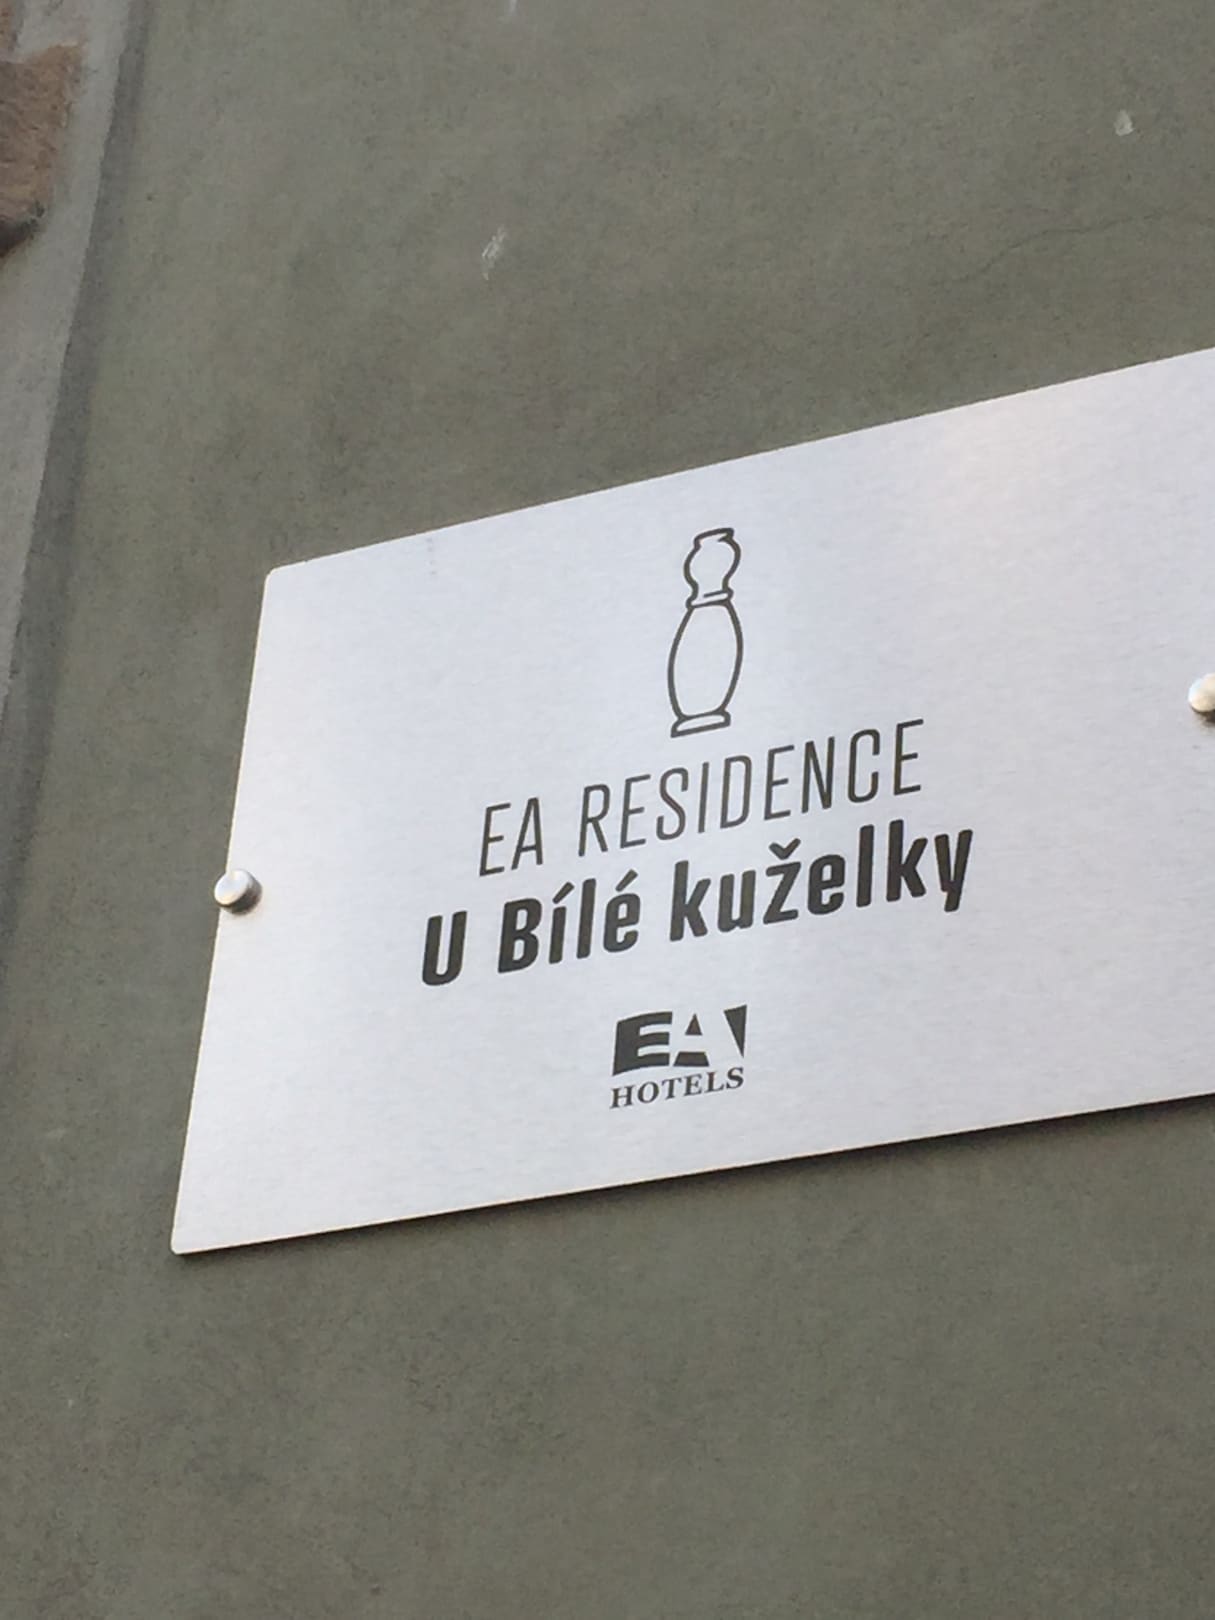 EA RESIDENCE
U Bílé kuželky
EA
HOTELS